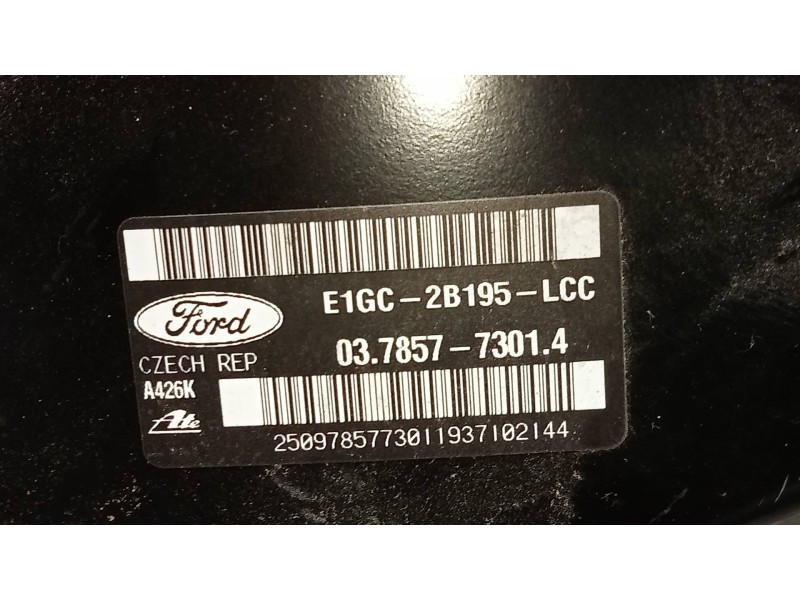 E1GC-2B195-LCC
Ford
03.7857-7301.4
CZECH REP
A426K
Ate
2509785773011937102144